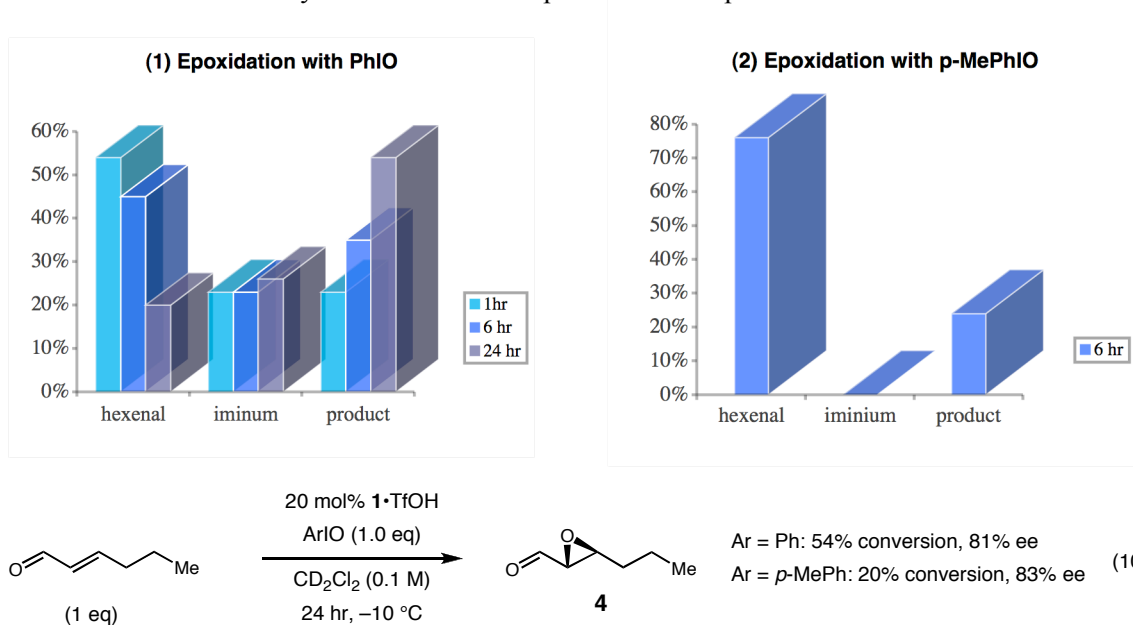 (1) Epoxidation with PhIO
60%
50%
40%
30%
20%
10%
0%
hexenal
iminum
product
1hr
6 hr
24 hr
(2) Epoxidation with p-MePhIO
80%
70%
60%
50%
40%
30%
20%
10%
0%
hexenal
iminium
product
6 hr
O
Me
(1 eq)
20 mol% 1•TfOH
ArIO (1.0 eq)
CD2Cl2 (0.1 M)
24 hr, –10 °C
O
O
Me
4
Ar = Ph: 54% conversion, 81% ee
Ar = p-MePh: 20% conversion, 83% ee